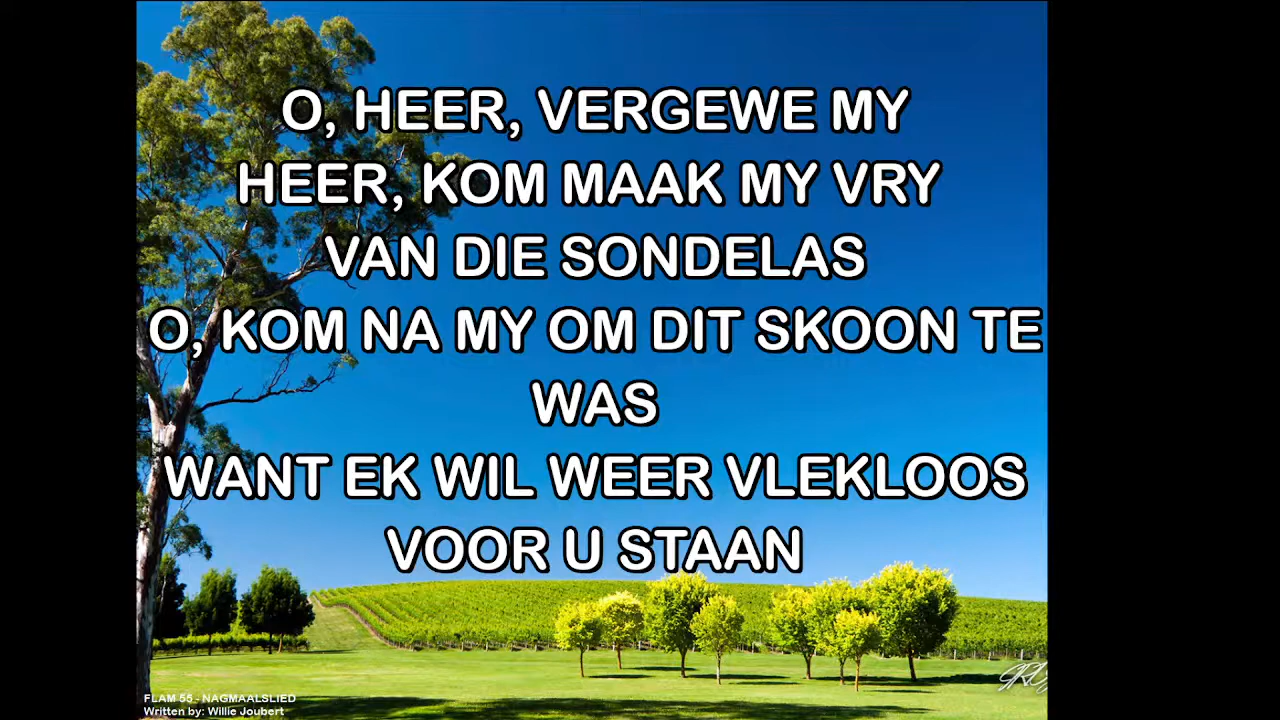 O, HEER, VERGEWE MY
HEER, KOM MAAK MY VRY
VAN DIE SONDELAS
O, KOM NA MY OM DIT SKOON TE
WAS
WANT EK WIL WEER VLEKLOOS
VOOR U STAAN
FLAM 55 - NAGMAALSLIED
Written by: Willie Joubert